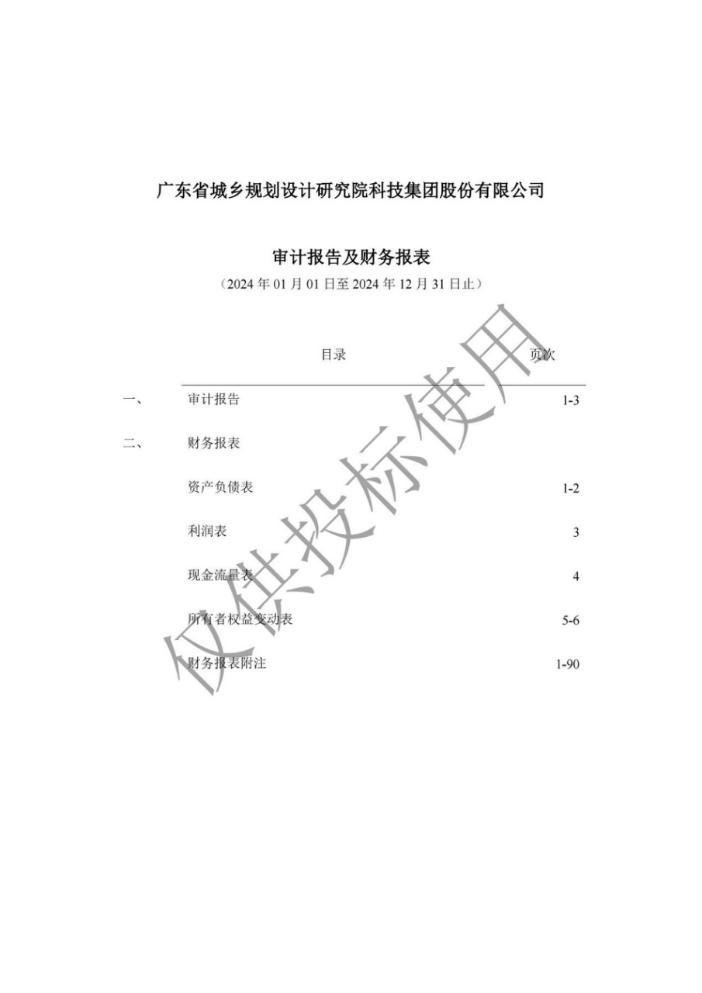 广东省城乡规划设计研究院科技集团股份有限公司
审计报告及财务报表
（2024 年 01 月 01 日至 2024 年 12 月 31 日止）
目录 页次
一、 审计报告 1-3
二、 财务报表
资产负债表 1-2
利润表 3
现金流量表 4
所有者权益变动表 5-6
财务报表附注 1-90
仅供投标使用